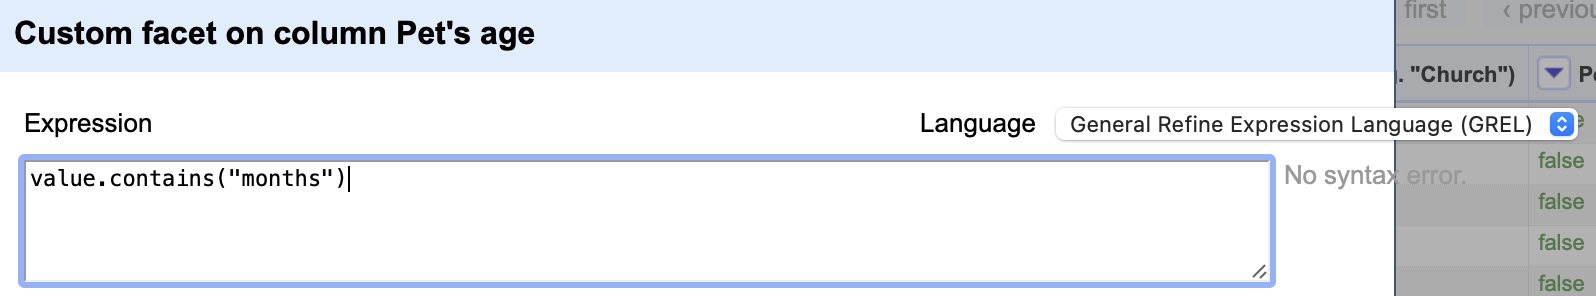 Custom facet on column Pet's age
first ‹ previou
. "Church")
Expression
Language General Refine Expression Language (GREL)
value.contains("months")
No syntax error.
false
false
false
false